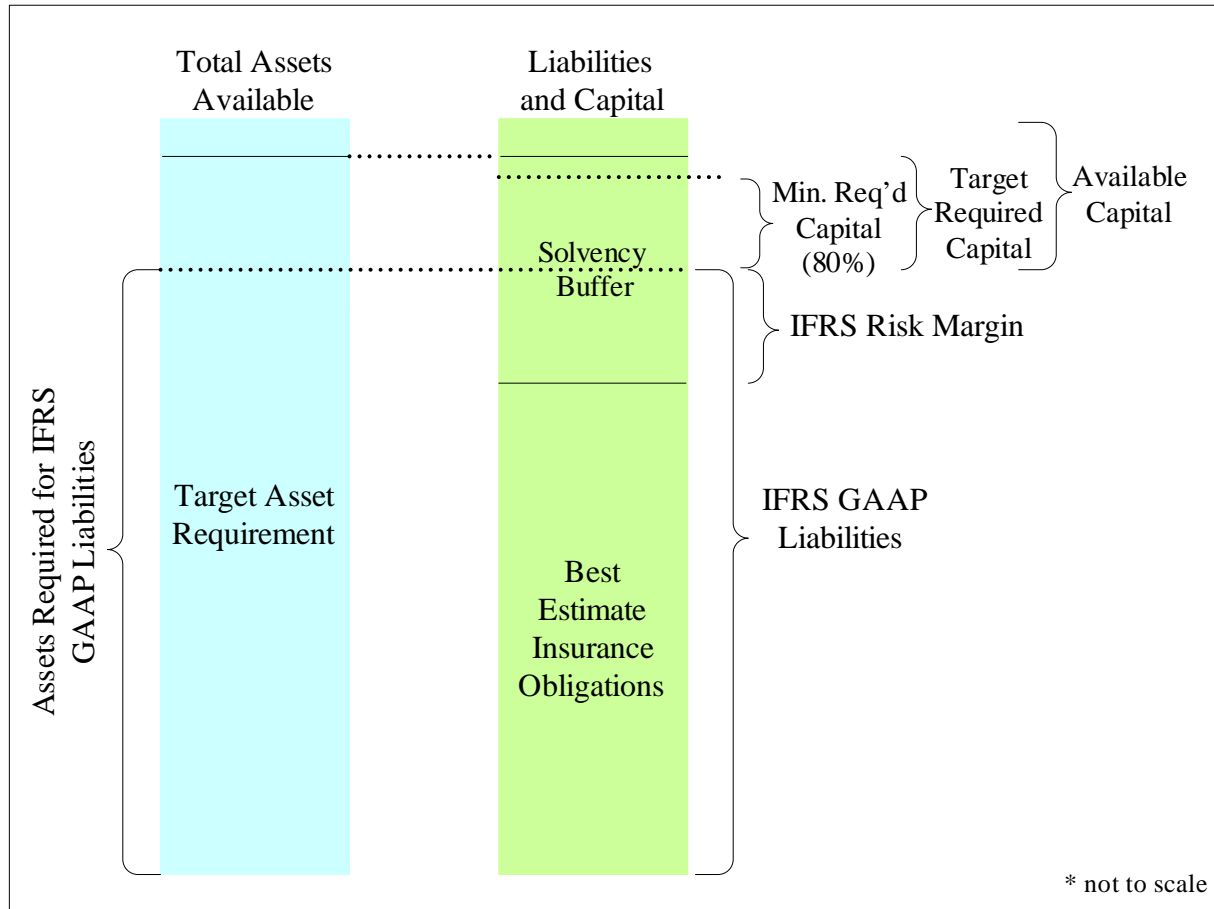 Total Assets
Available
Liabilities
and Capital
Min. Req’d
Capital
(80%)
Target
Required
Capital
Available
Capital
Solvency
Buffer
IFRS Risk Margin
Assets Required for IFRS
GAAP Liabilities
Target Asset
Requirement
IFRS GAAP
Liabilities
Best
Estimate
Insurance
Obligations
* not to scale